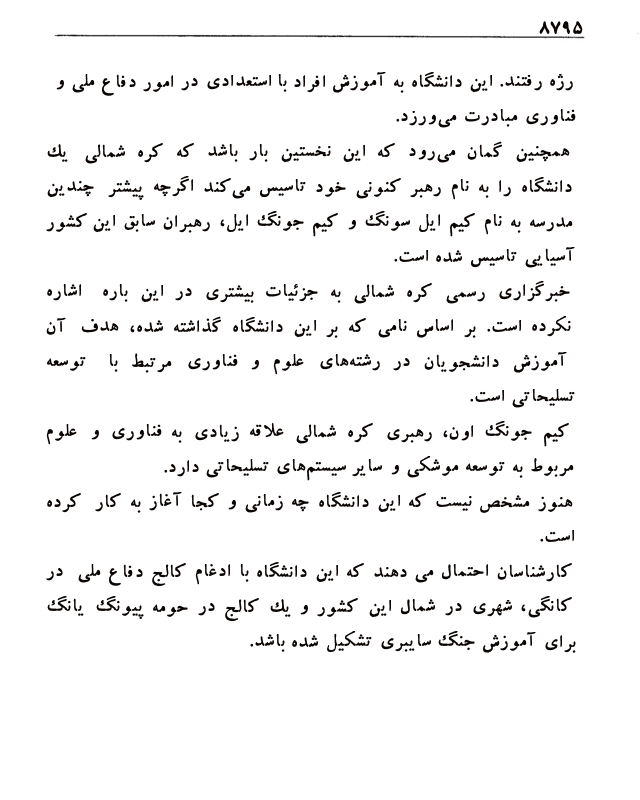 ۸۷۹۵
رژه رفتند. این دانشگاه به آموزش افراد با استعدادی در امور دفاع ملی و
فناوری مبادرت می‌ورزد.
همچنین گمان می‌رود که این نخستین بار باشد که کره شمالی یك
دانشگاه را به نام رهبر کنونی خود تاسیس می‌کند اگرچه پیشتر چندین
مدرسه به نام کیم ایل سونگ و کیم جونگ ایل، رهبران سابق این کشور
آسیایی تاسیس شده است.
خبرگزاری رسمی کره شمالی به جزئیات بیشتری در این باره اشاره
نکرده است. بر اساس نامی که بر این دانشگاه گذاشته شده، هدف آن
آموزش دانشجویان در رشته‌های علوم و فناوری مرتبط با توسعه
تسلیحاتی است.
کیم جونگ اون، رهبری کره شمالی علاقه زیادی به فناوری و علوم
مربوط به توسعه موشکی و سایر سیستم‌های تسلیحاتی دارد.
هنوز مشخص نیست که این دانشگاه چه زمانی و کجا آغاز به کار کرده
است.
کارشناسان احتمال می دهند که این دانشگاه با ادغام کالج دفاع ملی در
کانگی، شهری در شمال این کشور و یك کالج در حومه پیونگ یانگ
برای آموزش جنگ سایبری تشکیل شده باشد.